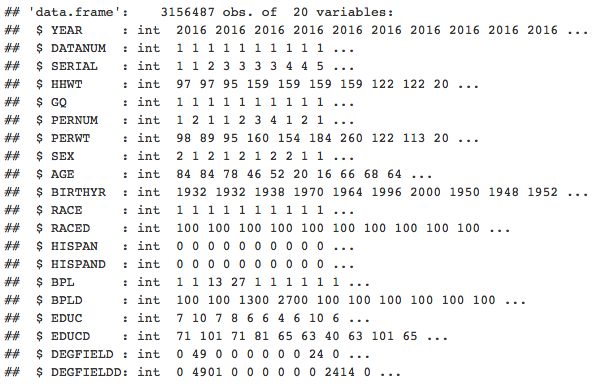 ## 'data.frame':    3156487 obs. of  20 variables:
##  $ YEAR     : int  2016 2016 2016 2016 2016 2016 2016 2016 2016 2016 ...
##  $ DATANUM  : int  1 1 1 1 1 1 1 1 1 1 ...
##  $ SERIAL   : int  1 1 2 3 3 3 3 4 4 5 ...
##  $ HHWT     : int  97 97 95 159 159 159 159 122 122 20 ...
##  $ GQ       : int  1 1 1 1 1 1 1 1 1 1 ...
##  $ PERNUM   : int  1 2 1 1 2 3 4 1 2 1 ...
##  $ PERWT    : int  98 89 95 160 154 184 260 122 113 20 ...
##  $ SEX      : int  2 1 2 1 2 1 2 2 1 1 ...
##  $ AGE      : int  84 84 78 46 52 20 16 66 68 64 ...
##  $ BIRTHYR  : int  1932 1932 1938 1970 1964 1996 2000 1950 1948 1952 ...
##  $ RACE     : int  1 1 1 1 1 1 1 1 1 1 ...
##  $ RACED    : int  100 100 100 100 100 100 100 100 100 100 ...
##  $ HISPAN   : int  0 0 0 0 0 0 0 0 0 0 ...
##  $ HISPAND  : int  0 0 0 0 0 0 0 0 0 0 ...
##  $ BPL      : int  1 1 13 27 1 1 1 1 1 1 ...
##  $ BPLD     : int  100 100 1300 2700 100 100 100 100 100 100 ...
##  $ EDUC     : int  7 10 7 8 6 6 4 6 10 6 ...
##  $ EDUCD    : int  71 101 71 81 65 63 40 63 101 65 ...
##  $ DEGFIELD : int  0 49 0 0 0 0 0 0 24 0 ...
##  $ DEGFIELDD: int  0 4901 0 0 0 0 0 0 2414 0 ...